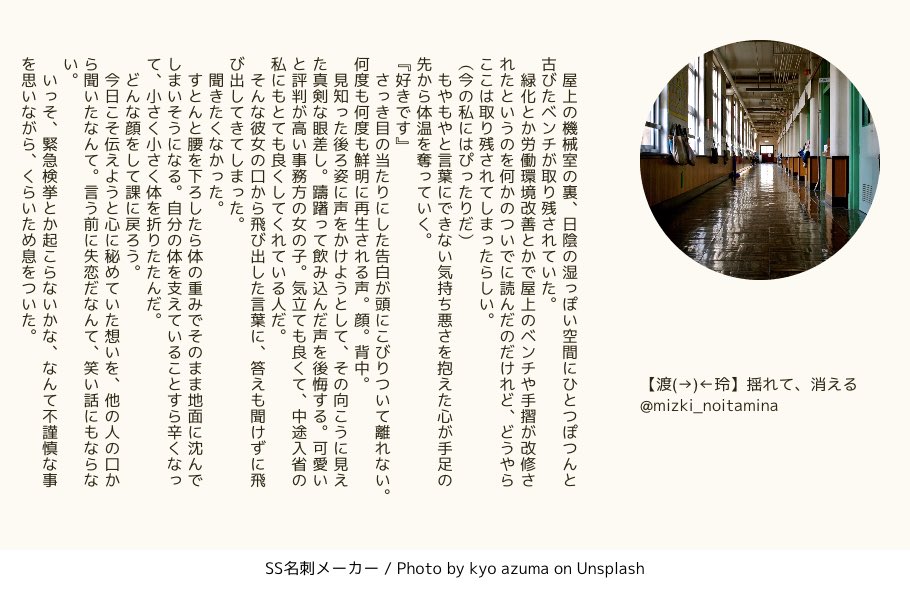 屋上の機械室の裏、日陰の湿っぽい空間にひとつぽつんと
古びたベンチが取り残されていた。
　緑化とか労働環境改善とかで屋上のベンチや手摺が改修さ
れたというのを何かのついでに読んだのだけれど、どうやら
ここは取り残されてしまったらしい。
（今の私にはぴったりだ）
　もやもやと言葉にできない気持ち悪さを抱えた心が手足の
先から体温を奪っていく。
『好きです』
　さっき目の当たりにした告白が頭にこびりついて離れない。
何度も何度も鮮明に再生される声。顔。背中。
　見知った後ろ姿に声をかけようとして、その向こうに見え
た真剣な眼差し。躊躇って飲み込んだ声を後悔する。可愛い
と評判が高い事務方の女の子。気立ても良くて、中途入省の
私にもとても良くしてくれている人だ。
　そんな彼女の口から飛び出した言葉に、答えも聞けずに飛
び出してきてしまった。
　聞きたくなかった。
　すとんと腰を下ろしたら体の重みでそのまま地面に沈んで
しまいそうになる。自分の体を支えていることすら辛くなっ
て、小さく小さく体を折りたたんだ。
　どんな顔をして課に戻ろう。
　今日こそ伝えようと心に秘めていた想いを、他の人の口か
ら聞いたなんて。言う前に失恋だなんて、笑い話にもならな
い。
　いっそ、緊急検挙とか起こらないかな、なんて不謹慎な事
を思いながら、くらいため息をついた。
【渡(→)←玲】揺れて、消える
@mizki_noitamina
SS名刺メーカー / Photo by kyo azuma on Unsplash